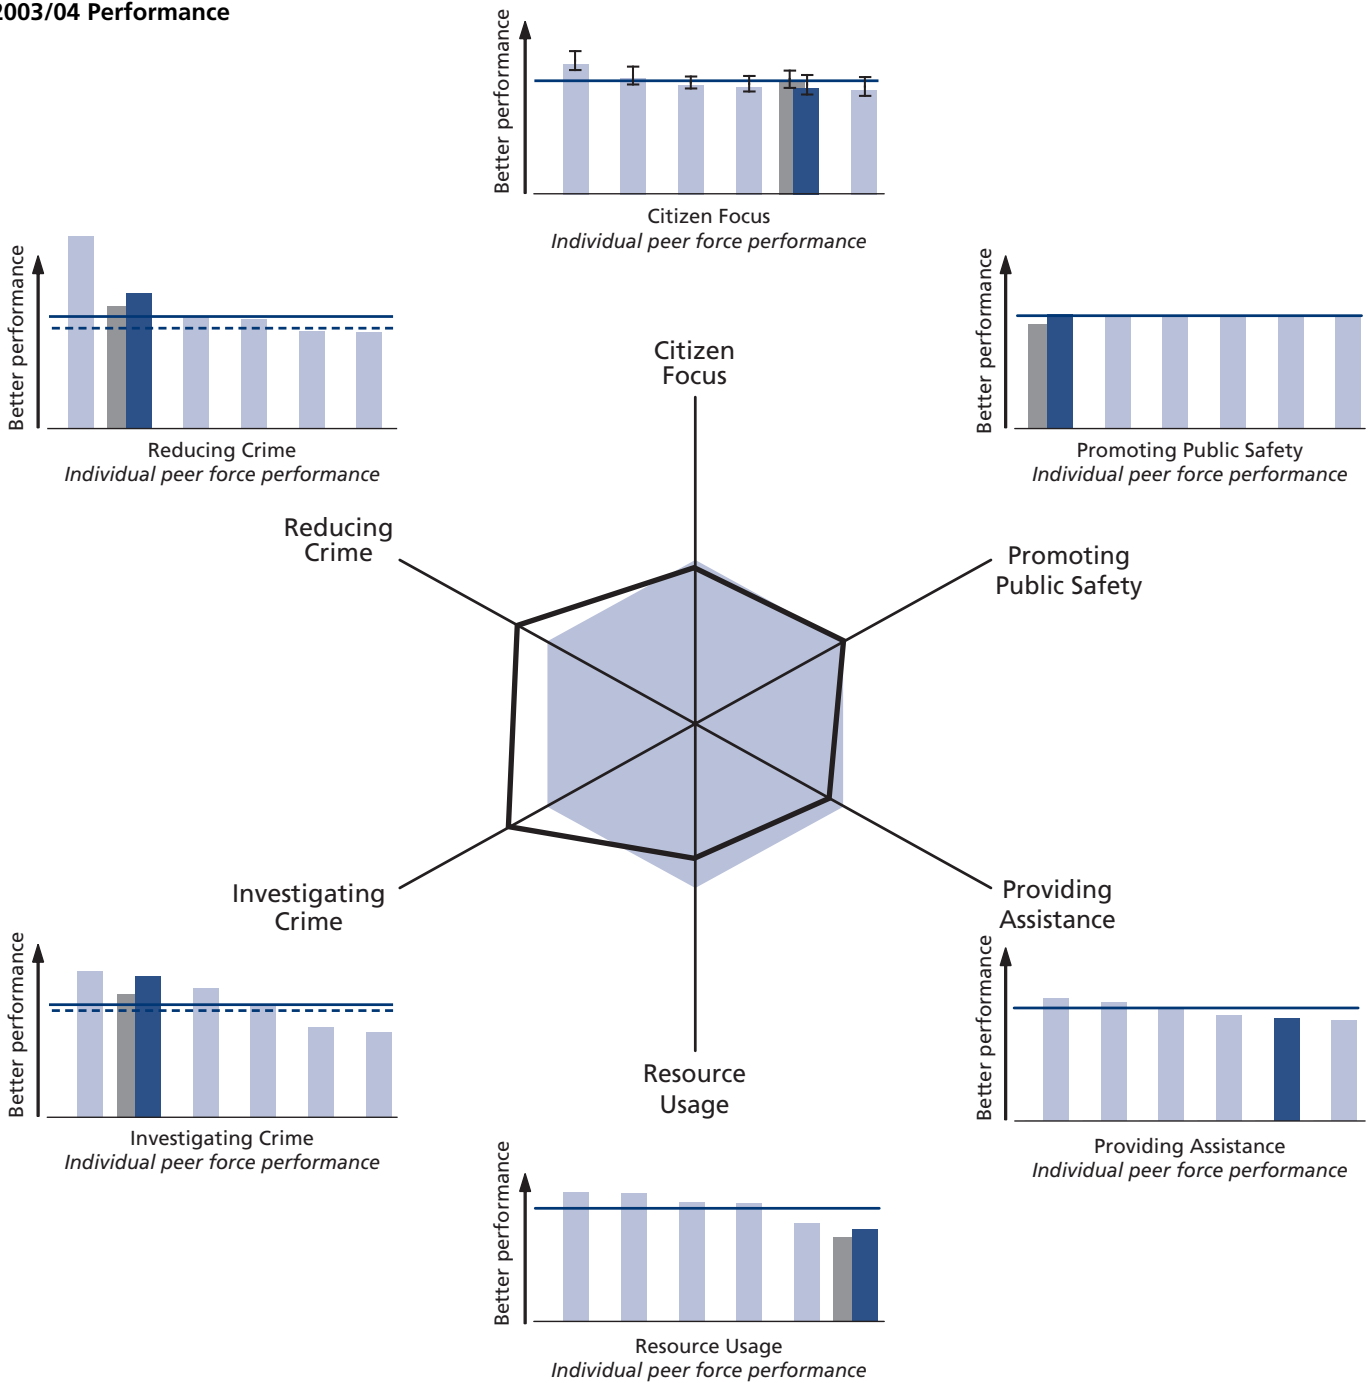 2003/04 Performance
Better performance
Citizen Focus
Individual peer force performance
Better performance
Reducing Crime
Individual peer force performance
Better performance
Promoting Public Safety
Individual peer force performance
Citizen
Focus
Reducing
Crime
Promoting
Public Safety
Investigating
Crime
Providing
Assistance
Resource
Usage
Better performance
Investigating Crime
Individual peer force performance
Better performance
Providing Assistance
Individual peer force performance
Better performance
Resource Usage
Individual peer force performance